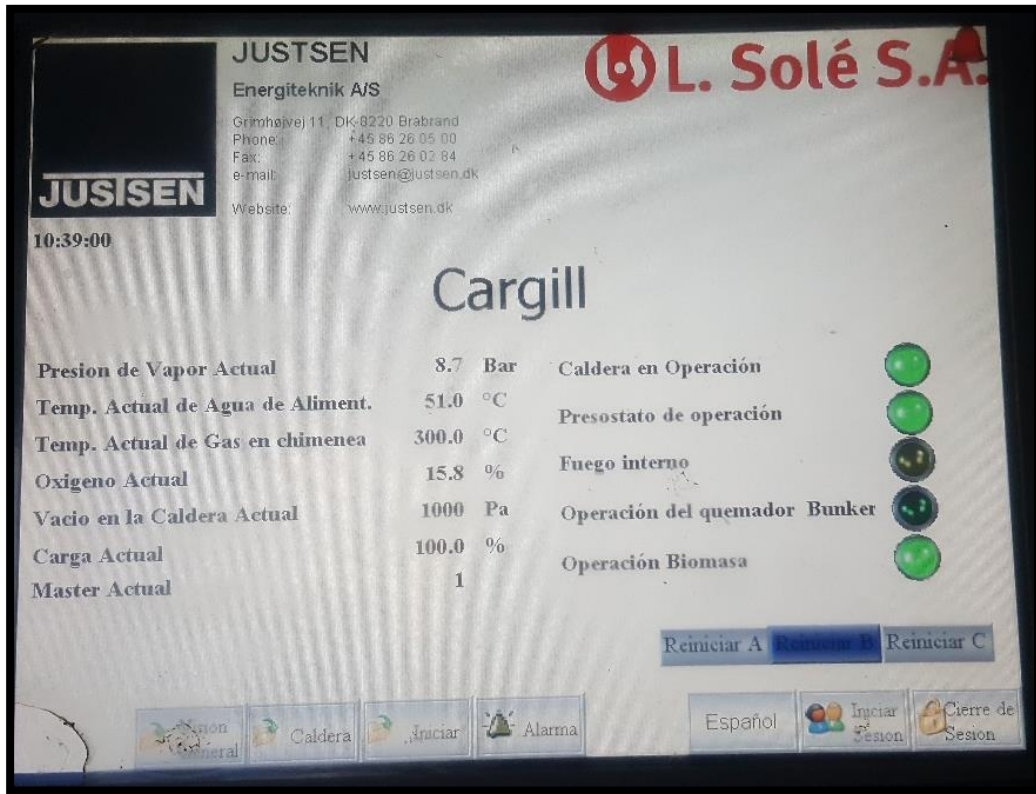 JUSTSEN
Energiteknik A/S
Grimhøjvej 11, DK-8220 Brabrand
Phone: +45 86 26 05 00
Fax: +45 86 26 02 84
e-mail: justsen@justsen.dk
Website: www.justsen.dk
JUSTSEN
L. Solé S.A.
10:39:00
Cargill
Presion de Vapor Actual 8.7 Bar
Temp. Actual de Agua de Aliment. 51.0 °C
Temp. Actual de Gas en chimenea 300.0 °C
Oxigeno Actual 15.8 %
Vacio en la Caldera Actual 1000 Pa
Carga Actual 100.0 %
Master Actual 1
Caldera en Operación
Presostato de operación
Fuego interno
Operación del quemador Bunker
Operación Biomasa
Reiniciar A Reiniciar B Reiniciar C
Vision General
Caldera
Iniciar
Alarma
Español
Iniciar Sesion
Cierre de Sesion